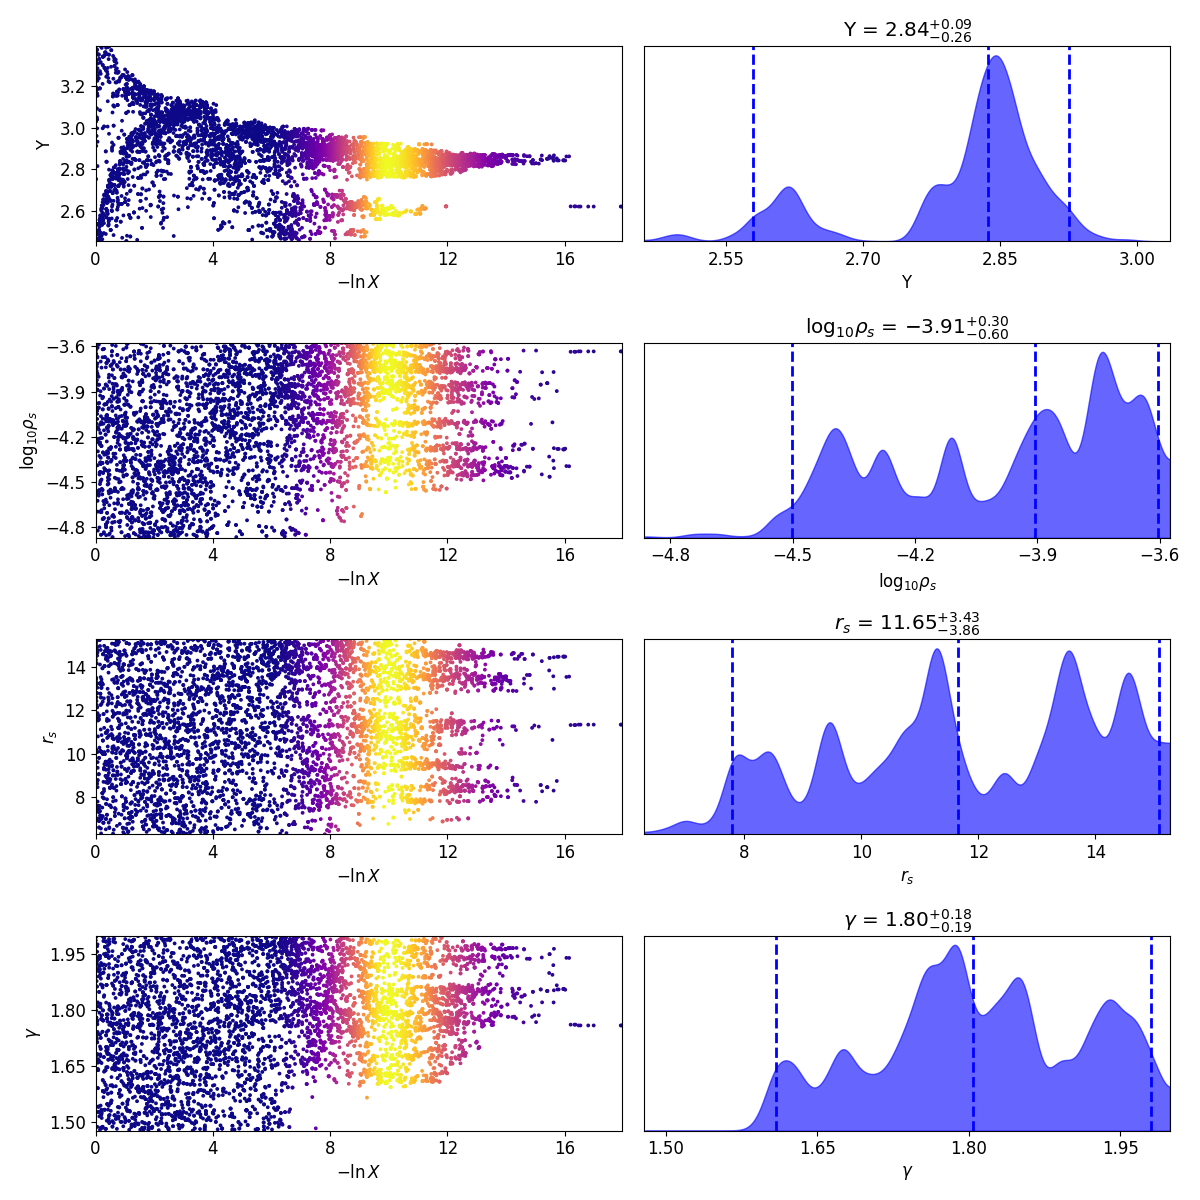 Y = 2.84+0.09−0.26
3.2
3.0
2.8
2.6
Y
0 4 8 12 16
−ln X
2.55 2.70 2.85 3.00
Y
log10ρs = −3.91+0.30−0.60
−3.6
−3.9
−4.2
−4.5
−4.8
log10ρs
0 4 8 12 16
−ln X
−4.8 −4.5 −4.2 −3.9 −3.6
log10ρs
rs = 11.65+3.43−3.86
14
12
10
8
rs
0 4 8 12 16
−ln X
8 10 12 14
rs
γ = 1.80+0.18−0.19
1.95
1.80
1.65
1.50
γ
0 4 8 12 16
−ln X
1.50 1.65 1.80 1.95
γ